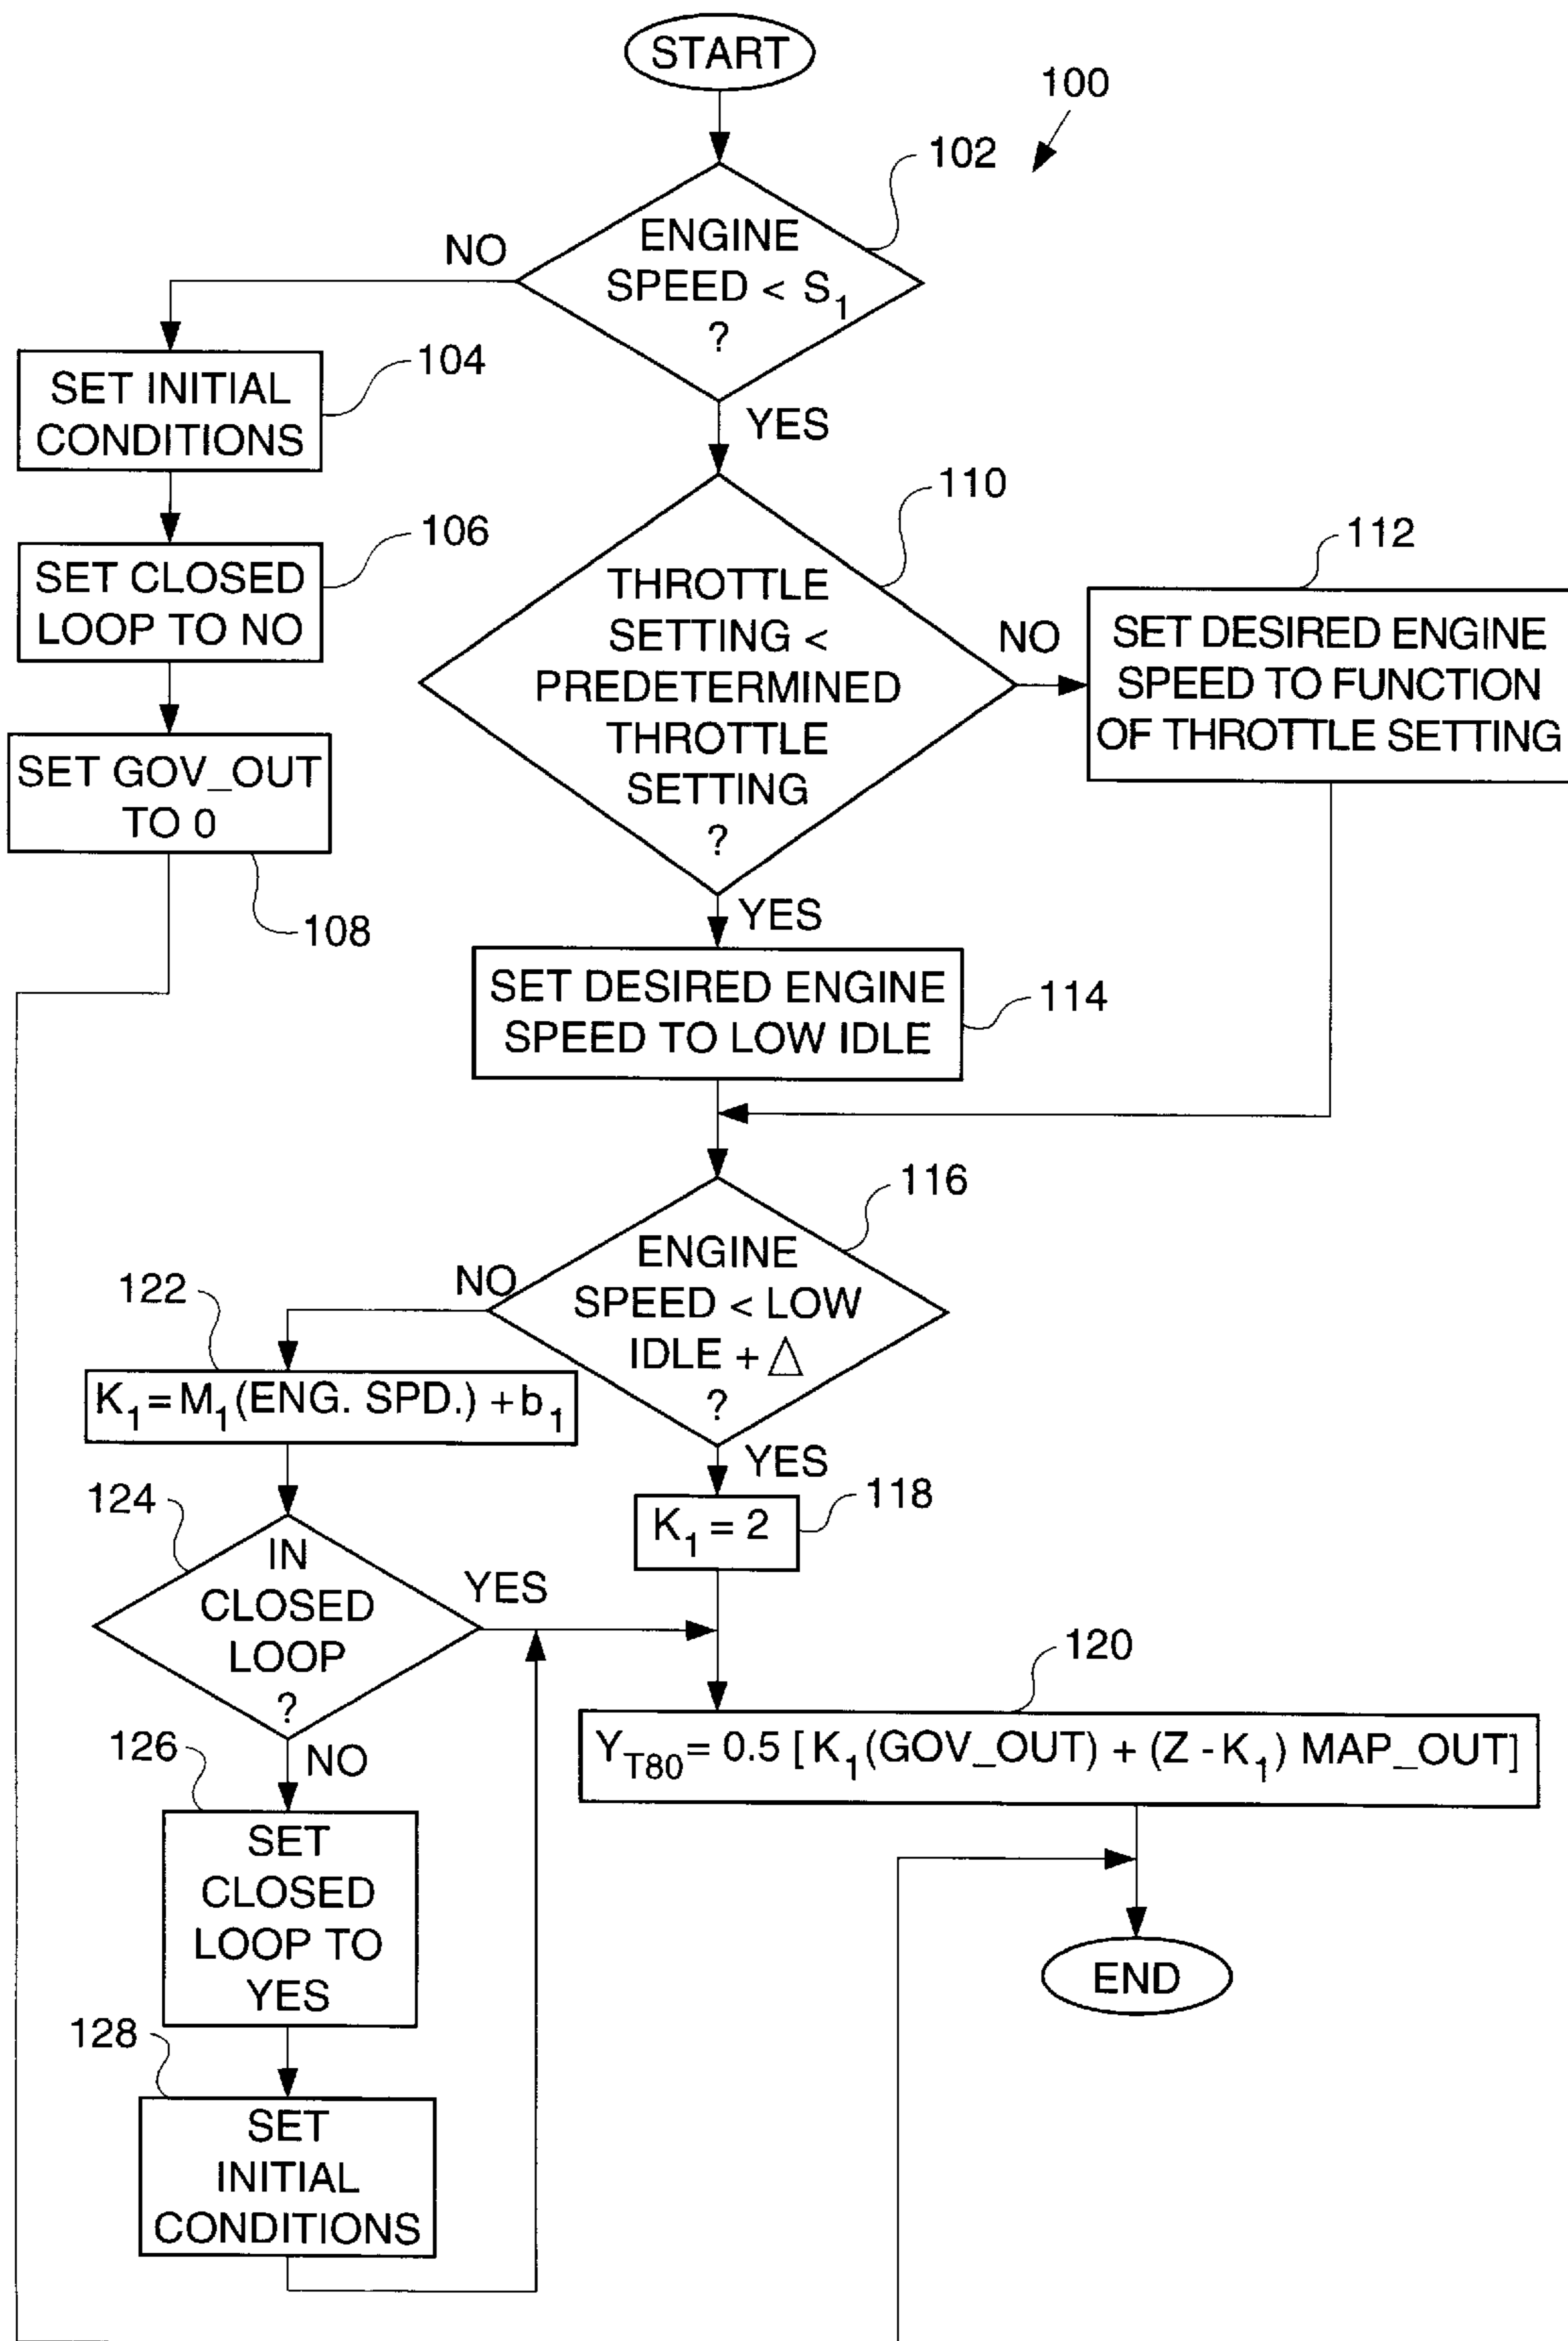 START
100
102
ENGINE
SPEED < S₁
?
NO
YES
104
SET INITIAL
CONDITIONS
106
SET CLOSED
LOOP TO NO
SET GOV_OUT
TO 0
108
110
THROTTLE
SETTING <
PREDETERMINED
THROTTLE
SETTING
?
NO
YES
112
SET DESIRED ENGINE
SPEED TO FUNCTION
OF THROTTLE SETTING
SET DESIRED ENGINE
SPEED TO LOW IDLE
114
116
ENGINE
SPEED < LOW
IDLE + △
?
NO
YES
122
K₁ = M₁(ENG. SPD.) + b₁
118
K₁ = 2
124
IN
CLOSED
LOOP
?
YES
NO
120
Y_T80 = 0.5 [K₁(GOV_OUT) + (Z - K₁) MAP_OUT]
126
SET
CLOSED
LOOP TO
YES
128
SET
INITIAL
CONDITIONS
END